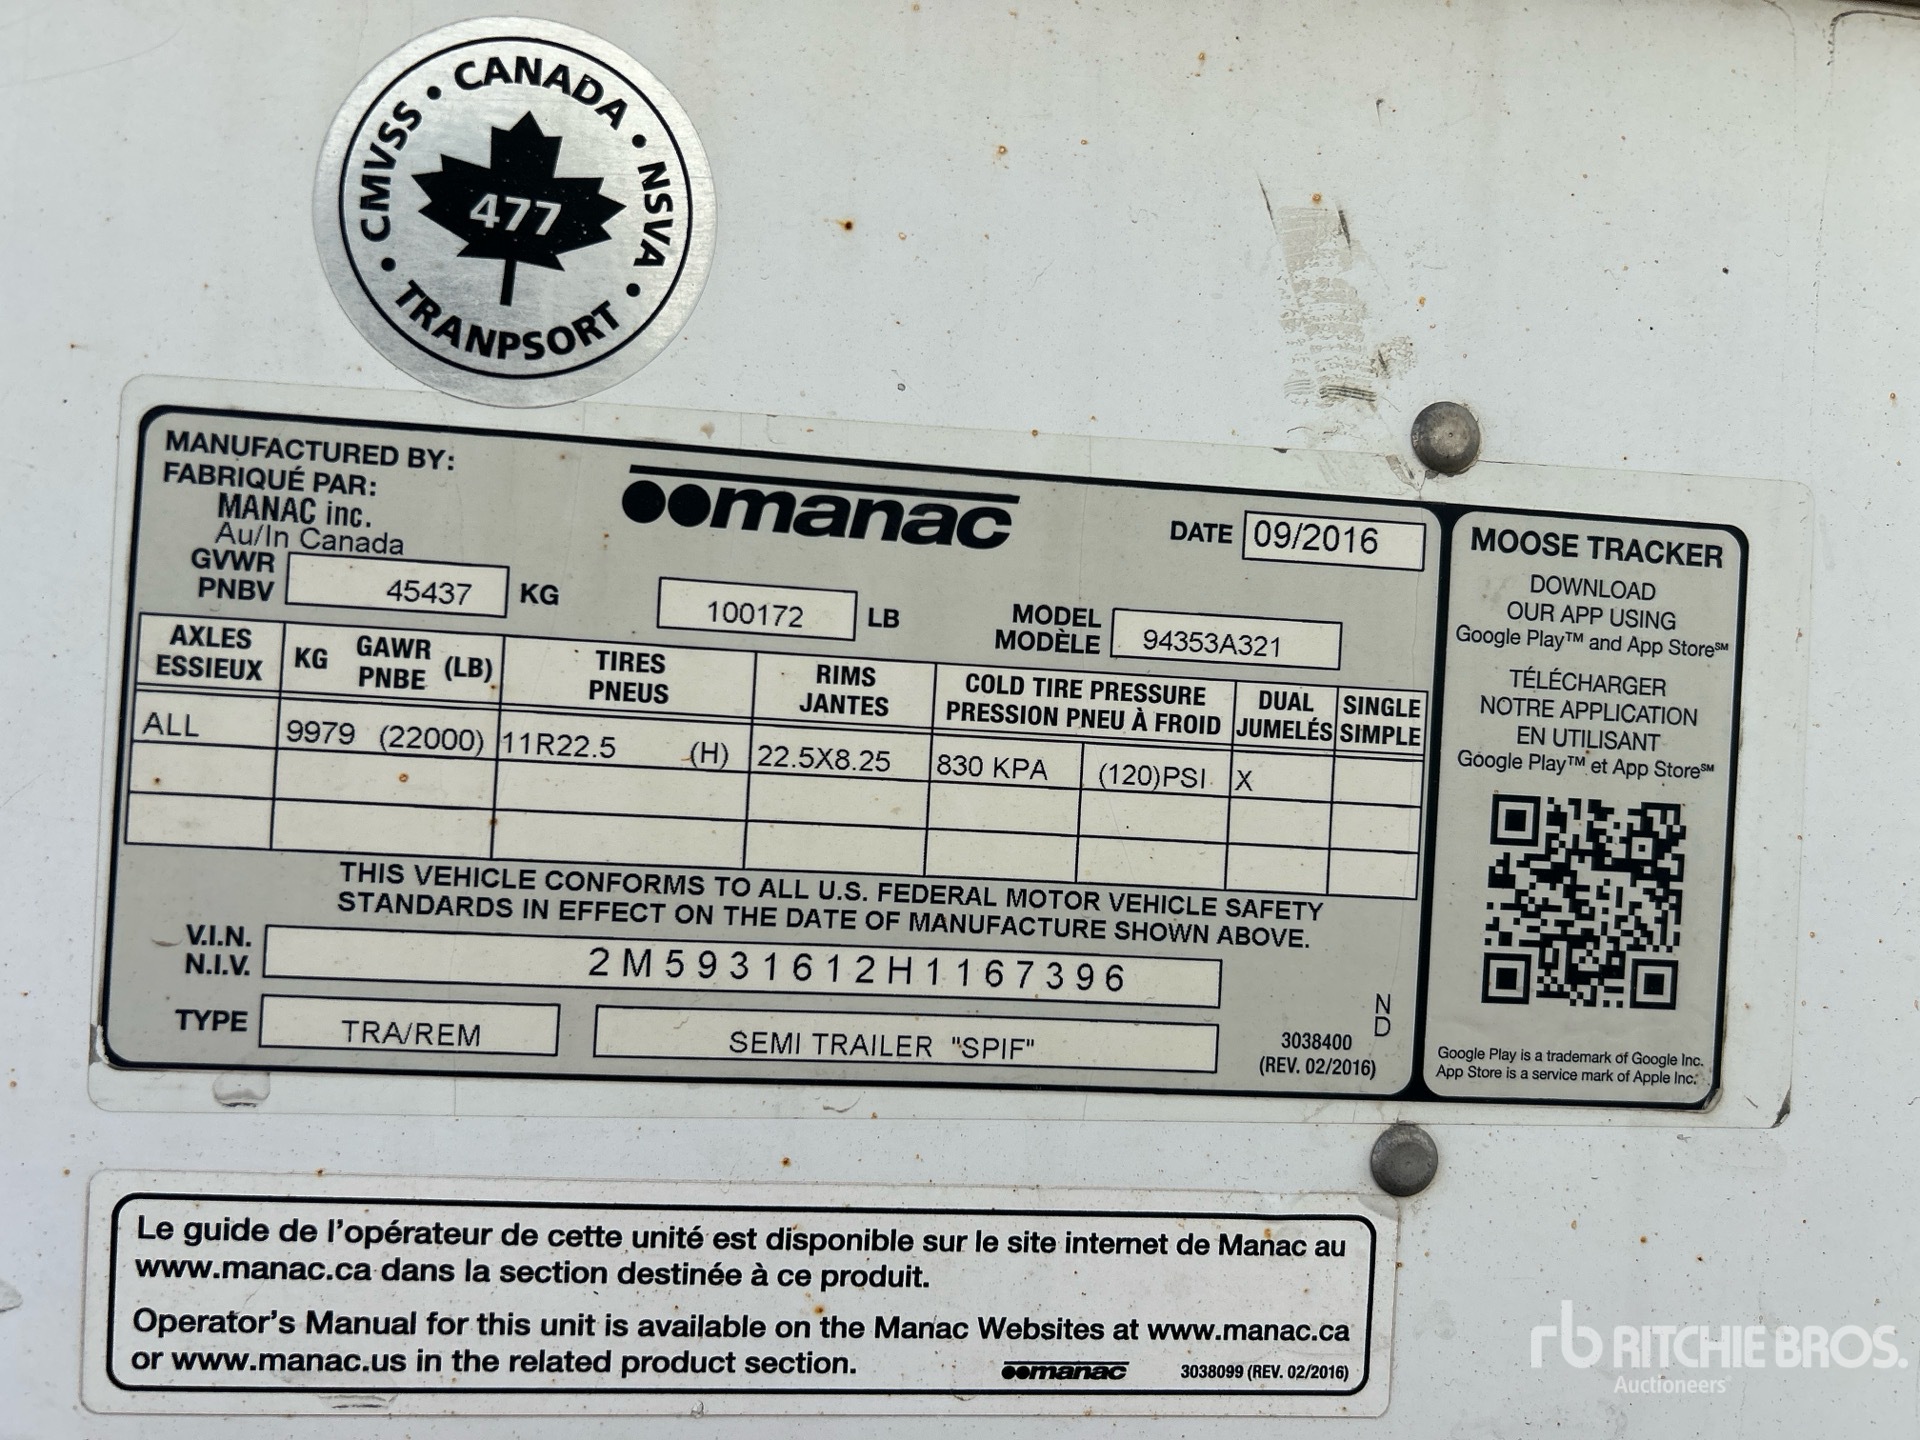 CMVSS • CANADA • NSVA • TRANPSORT •
477
MANUFACTURED BY:
FABRIQUÉ PAR:
MANAC inc.
Au/In Canada
manac
DATE 09/2016
GVWR
PNBV 45437 KG 100172 LB
MODEL
MODÈLE 94353A321
AXLES
ESSIEUX
KG GAWR
PNBE (LB)
TIRES
PNEUS
RIMS
JANTES
COLD TIRE PRESSURE
PRESSION PNEU À FROID
DUAL
JUMELÉS
SINGLE
SIMPLE
ALL 9979 (22000) 11R22.5 (H) 22.5X8.25 830 KPA (120)PSI X
THIS VEHICLE CONFORMS TO ALL U.S. FEDERAL MOTOR VEHICLE SAFETY
STANDARDS IN EFFECT ON THE DATE OF MANUFACTURE SHOWN ABOVE.
V.I.N.
N.I.V. 2M5931612H1167396
TYPE TRA/REM SEMI TRAILER "SPIF"
3038400
(REV. 02/2016)
ND
MOOSE TRACKER
DOWNLOAD
OUR APP USING
Google Play™ and App Store℠
TÉLÉCHARGER
NOTRE APPLICATION
EN UTILISANT
Google Play™ et App Store℠
Google Play is a trademark of Google Inc.
App Store is a service mark of Apple Inc.
Le guide de l'opérateur de cette unité est disponible sur le site internet de Manac au
www.manac.ca dans la section destinée à ce produit.
Operator's Manual for this unit is available on the Manac Websites at www.manac.ca
or www.manac.us in the related product section.
manac 3038099 (REV. 02/2016)
rb RITCHIE BROS.
Auctioneers